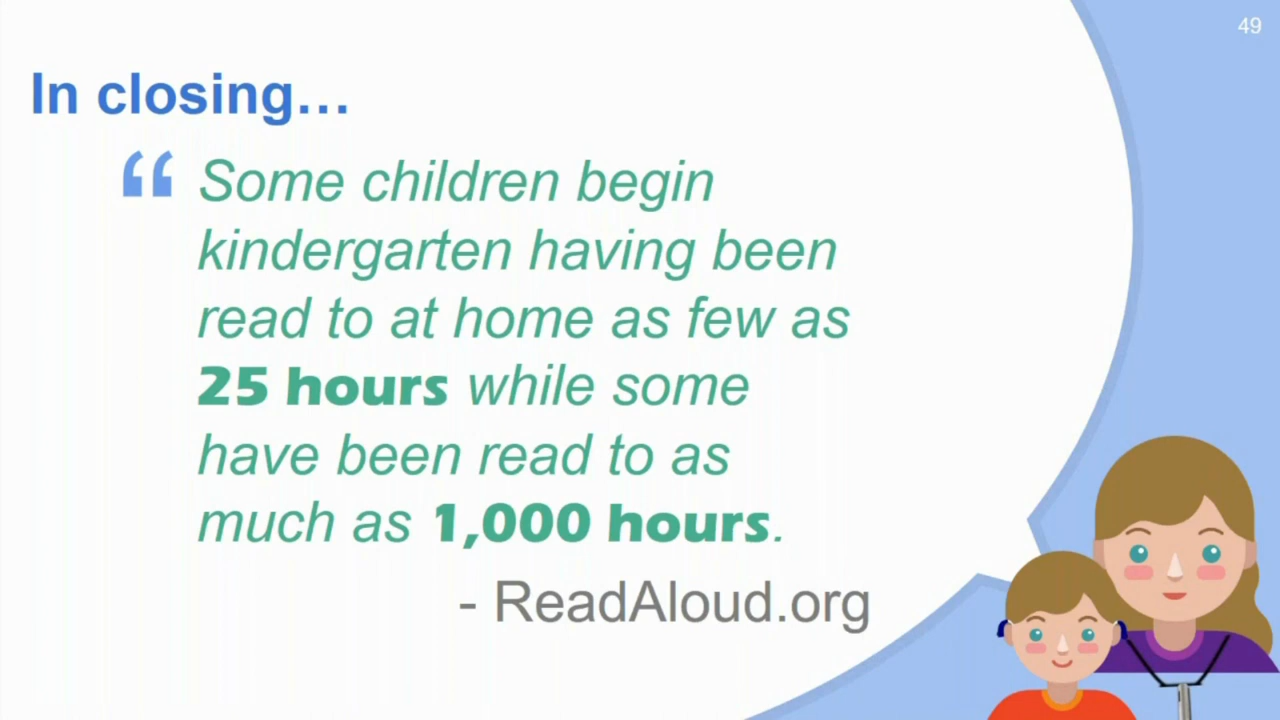 49
In closing…
“ Some children begin
kindergarten having been
read to at home as few as
25 hours while some
have been read to as
much as 1,000 hours.
- ReadAloud.org